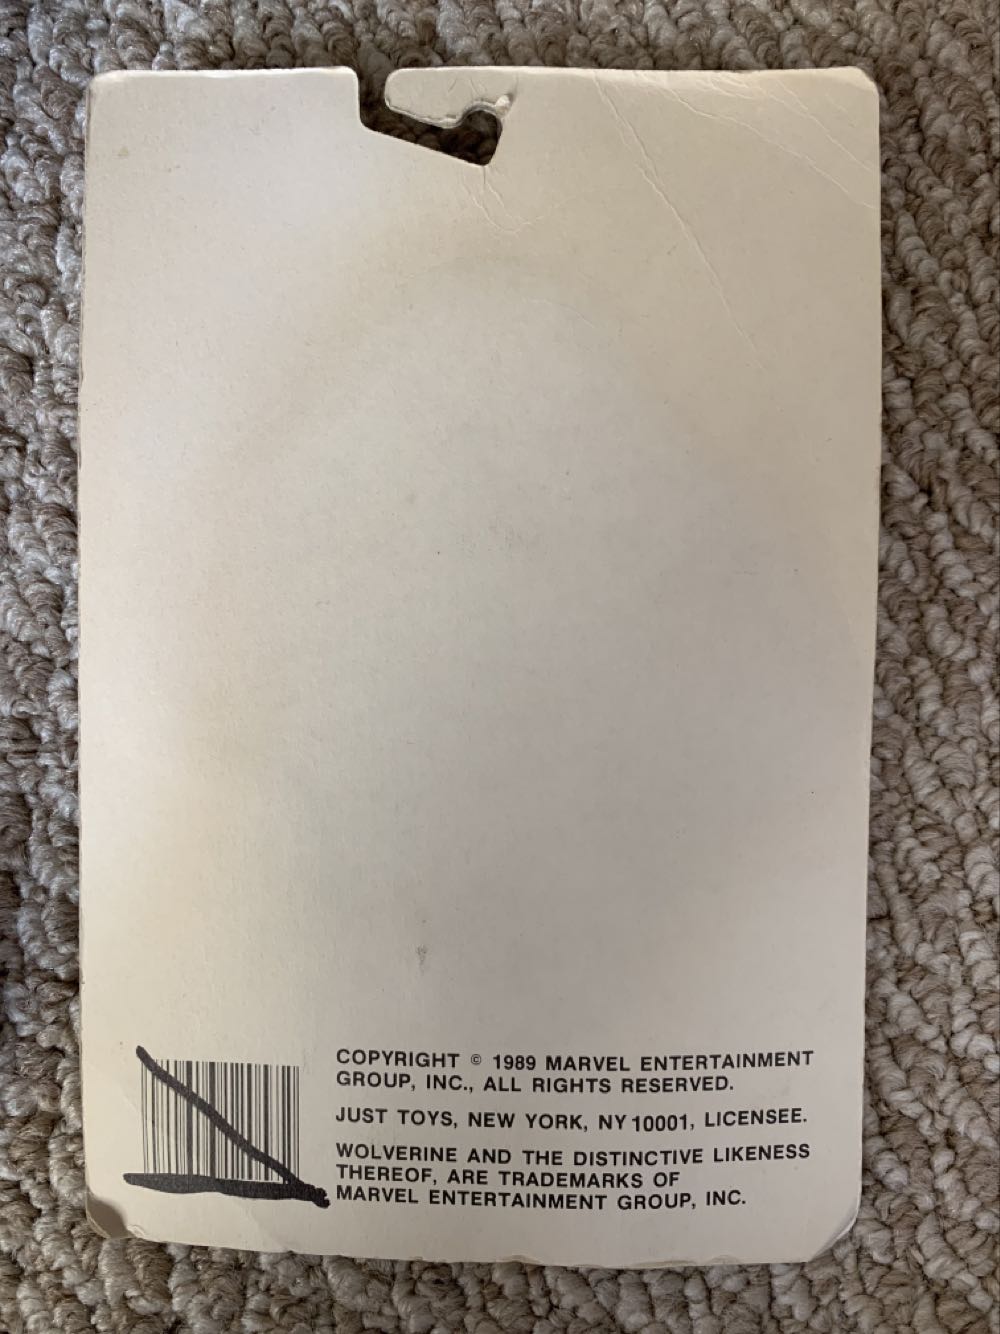 COPYRIGHT © 1989 MARVEL ENTERTAINMENT
GROUP, INC., ALL RIGHTS RESERVED.
JUST TOYS, NEW YORK, NY 10001, LICENSEE.
WOLVERINE AND THE DISTINCTIVE LIKENESS
THEREOF, ARE TRADEMARKS OF
MARVEL ENTERTAINMENT GROUP, INC.